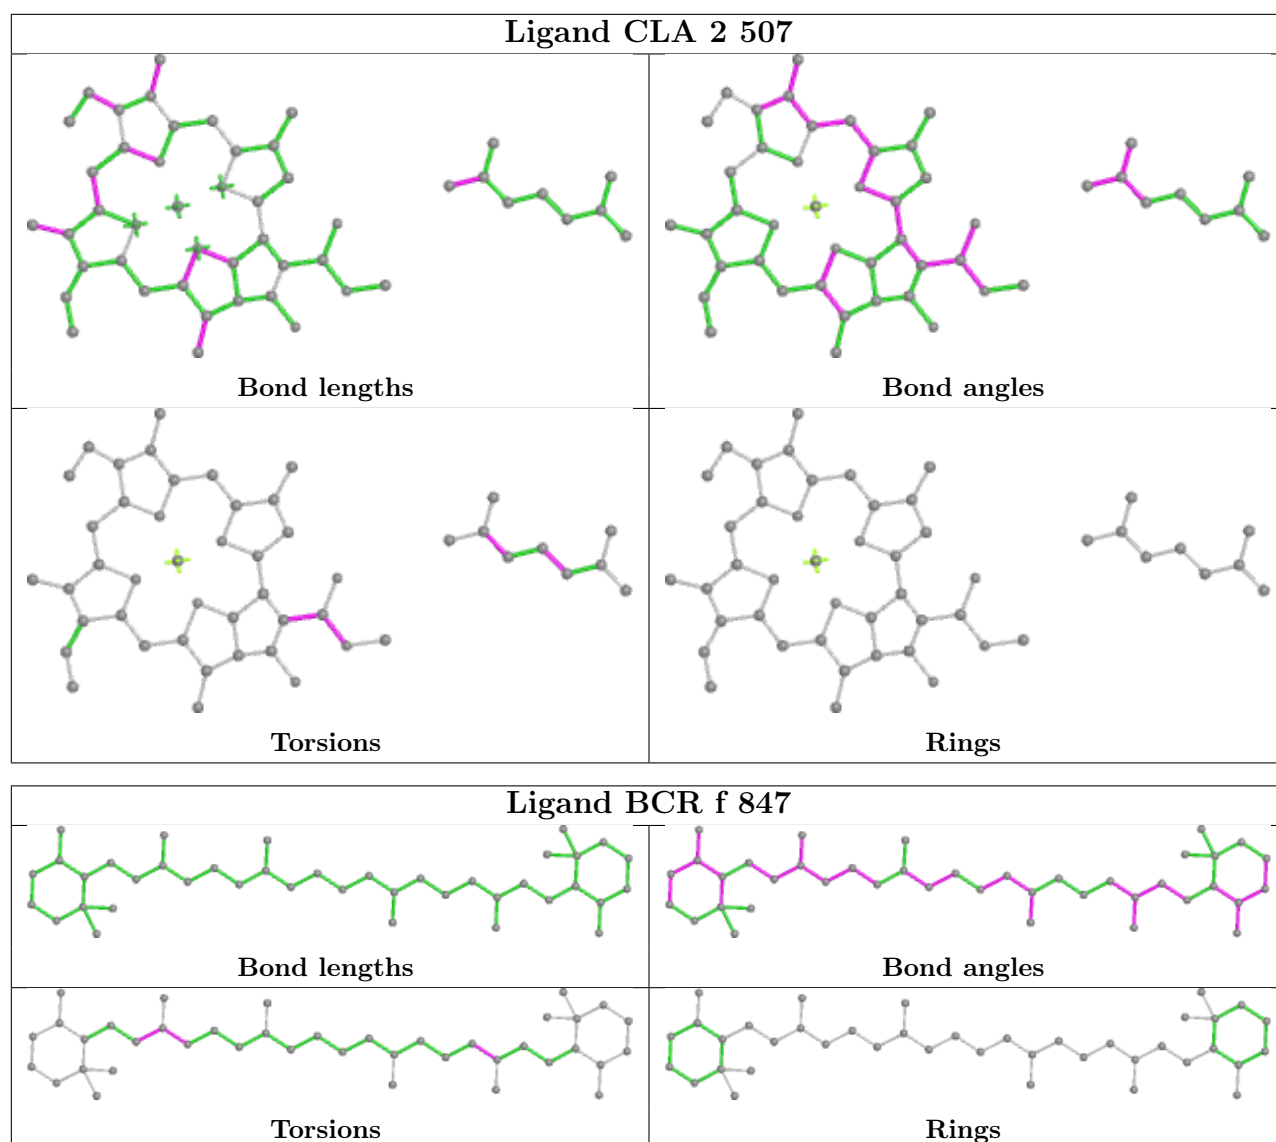 Ligand CLA 2 507
Bond lengths
Bond angles
Torsions
Rings
Ligand BCR f 847
Bond lengths
Bond angles
Torsions
Rings